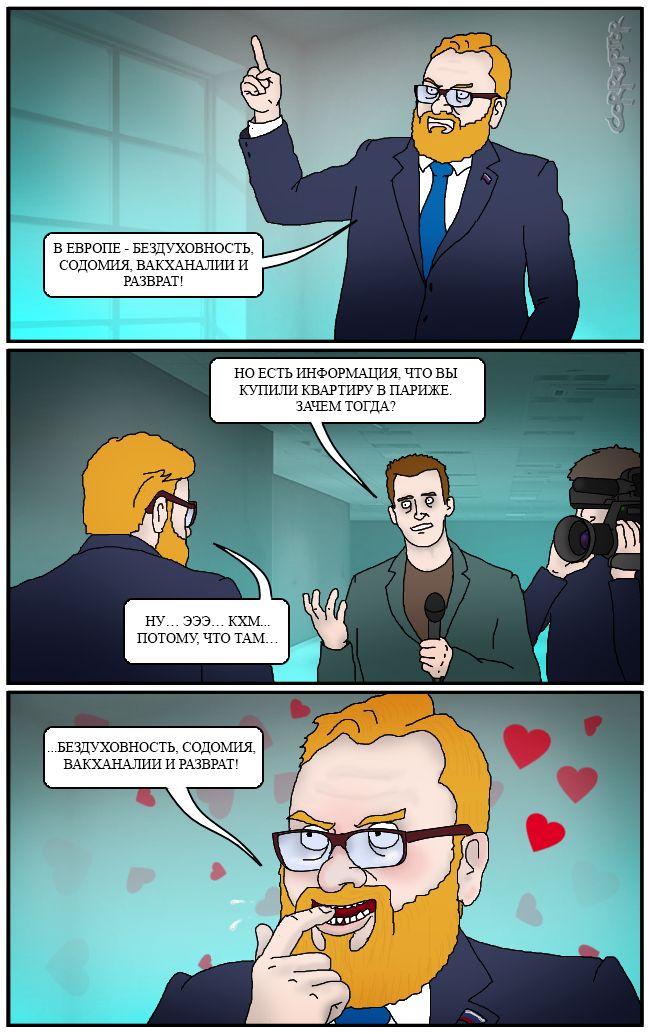 CORRUPTOR
В ЕВРОПЕ - БЕЗДУХОВНОСТЬ,
СОДОМИЯ, ВАКХАНАЛИИ И
РАЗВРАТ!
НО ЕСТЬ ИНФОРМАЦИЯ, ЧТО ВЫ
КУПИЛИ КВАРТИРУ В ПАРИЖЕ.
ЗАЧЕМ ТОГДА?
НУ... ЭЭЭ... КХМ...
ПОТОМУ, ЧТО ТАМ...
...БЕЗДУХОВНОСТЬ, СОДОМИЯ,
ВАКХАНАЛИИ И РАЗВРАТ!